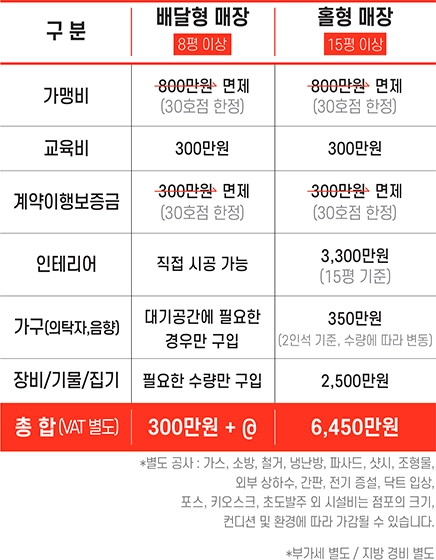 구 분 배달형 매장 홀형 매장
8평 이상 15평 이상
가맹비 800만원 면제 800만원 면제
(30호점 한정) (30호점 한정)
교육비 300만원 300만원
계약이행보증금 300만원 면제 300만원 면제
(30호점 한정) (30호점 한정)
인테리어 직접 시공 가능 3,300만원
(15평 기준)
가구(의탁자,음향) 대기공간에 필요한 350만원
경우만 구입 (2인석 기준, 수량에 따라 변동)
장비/기물/집기 필요한 수량만 구입 2,500만원
총 합(VAT 별도) 300만원 + @ 6,450만원
*별도 공사 : 가스, 소방, 철거, 냉난방, 파사드, 샷시, 조형물,
외부 상하수, 간판, 전기 증설, 닥트 입상,
포스, 키오스크, 초도발주 외 시설비는 점포의 크기,
컨디션 및 환경에 따라 가감될 수 있습니다.
*부가세 별도 / 지방 경비 별도